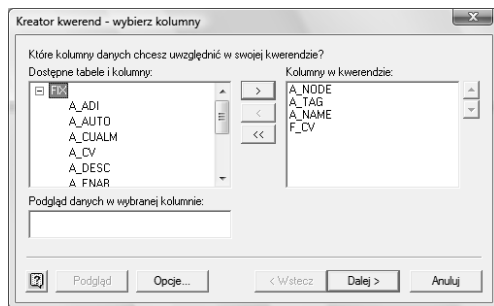 Kreator kwerend - wybierz kolumny
Które kolumny danych chcesz uwzględnić w swojej kwerendzie?
Dostępne tabele i kolumny:
Kolumny w kwerendzie:
FIX
A_ADI
A_AUTO
A_CUALM
A_CV
A_DESC
A_ENAB
>
<
<<
A_NODE
A_TAG
A_NAME
F_CV
Podgląd danych w wybranej kolumnie:
Podgląd
Opcje...
< Wstecz
Dalej >
Anuluj